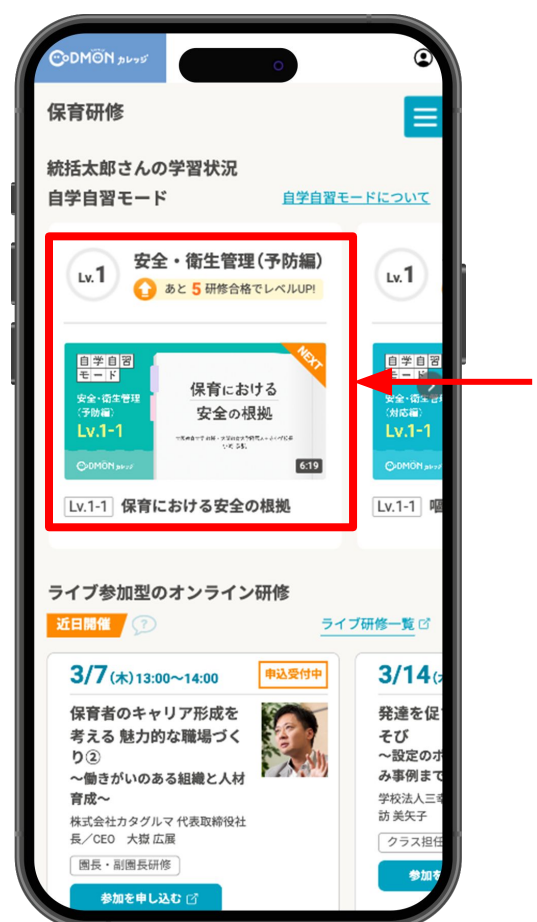 CODMON カレッジ
保育研修
統括太郎さんの学習状況
自学自習モード
自学自習モードについて
Lv.1
安全・衛生管理(予防編)
あと 5 研修合格でレベルUP!
Lv.1
自学自習
モード
安全・衛生管理
(予防編)
Lv.1-1
CODMON カレッジ
保育における
安全の根拠
NEXT
6:19
Lv.1-1 保育における安全の根拠
自学自習
モード
安全・衛生管理
(対応編)
Lv.1-1
CODMON カレッジ
Lv.1-1
ライブ参加型のオンライン研修
近日開催
?
ライブ研修一覧
3/7(木)13:00〜14:00
申込受付中
保育者のキャリア形成を
考える 魅力的な職場づく
り②
〜働きがいのある組織と人材
育成〜
株式会社カタグルマ 代表取締役社
長/CEO 大嶽 広展
園長・副園長研修
参加を申し込む
3/14
発達を促
そび
〜設定のポ
み事例まで
学校法人三幸
訪 美矢子
クラス担任
参加を